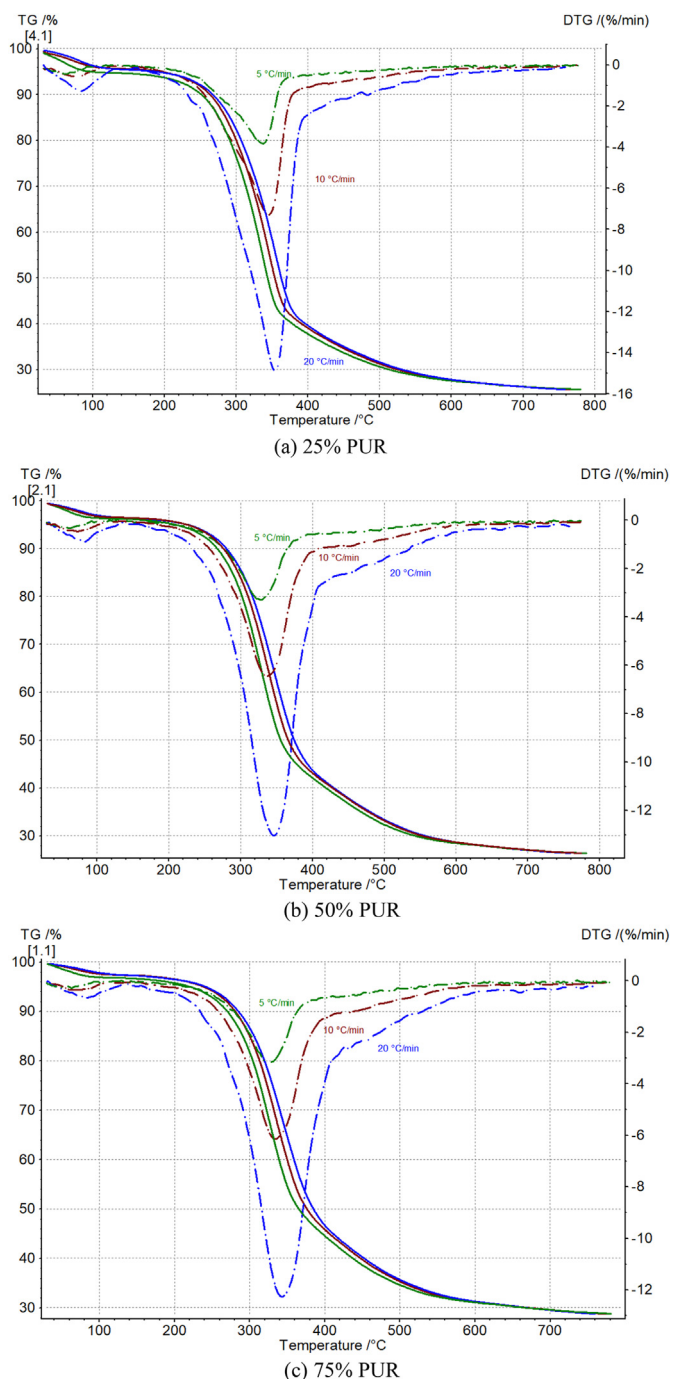 TG /%
DTG /(%/min)
[4.1]
100
0
5 °C/min
90
-2
80
-4
10 °C/min
70
-6
60
-8
50
-10
40
-12
20 °C/min
30
-14
-16
100 200 300 400 500 600 700 800
Temperature /°C
(a) 25% PUR
TG /%
DTG /(%/min)
[2.1]
100
0
5 °C/min
90
10 °C/min
-2
20 °C/min
80
-4
70
-6
60
-8
50
-10
40
-12
30
100 200 300 400 500 600 700 800
Temperature /°C
(b) 50% PUR
TG /%
DTG /(%/min)
[1.1]
100
0
5 °C/min
90
10 °C/min
-2
20 °C/min
80
-4
70
-6
60
-8
50
-10
40
-12
30
100 200 300 400 500 600 700
Temperature /°C
(c) 75% PUR